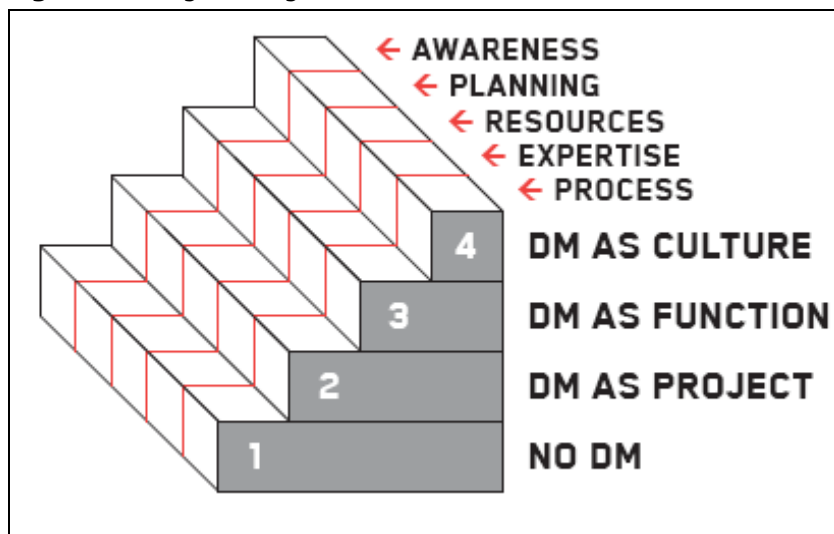 AWARENESS
PLANNING
RESOURCES
EXPERTISE
PROCESS
4 DM AS CULTURE
3 DM AS FUNCTION
2 DM AS PROJECT
1 NO DM